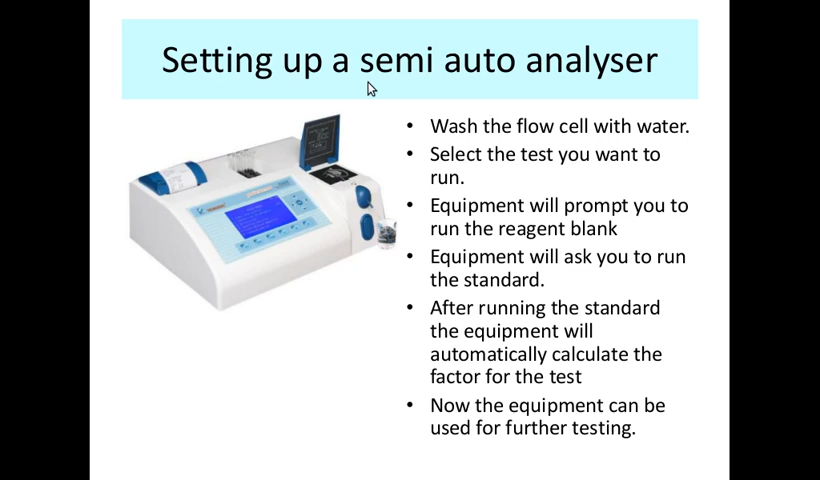 Setting up a semi auto analyser
• Wash the flow cell with water.
• Select the test you want to
run.
• Equipment will prompt you to
run the reagent blank
• Equipment will ask you to run
the standard.
• After running the standard
the equipment will
automatically calculate the
factor for the test
• Now the equipment can be
used for further testing.